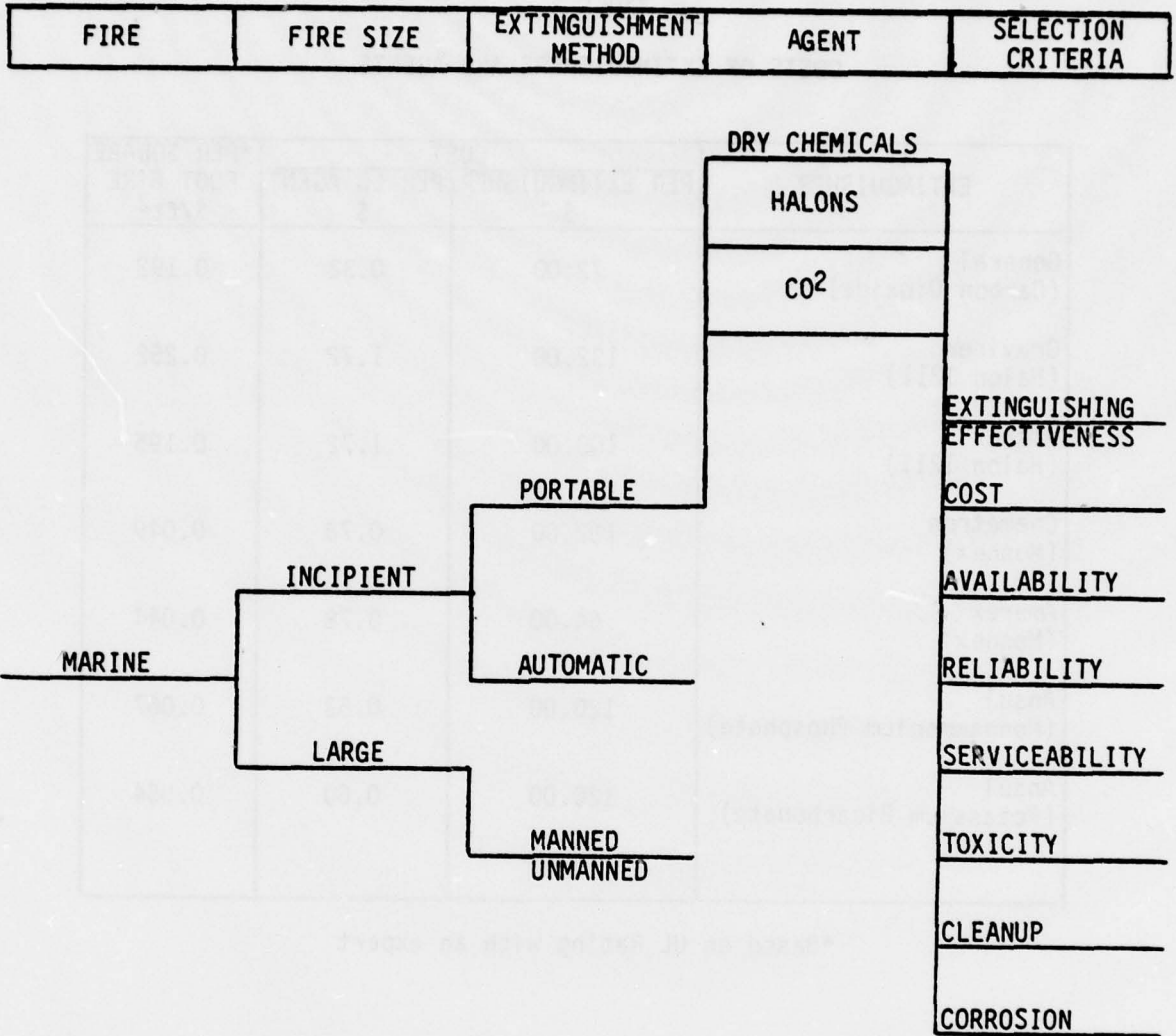 FIRE
FIRE SIZE
EXTINGUISHMENT
METHOD
AGENT
SELECTION
CRITERIA
DRY CHEMICALS
HALONS
CO²
EXTINGUISHING
EFFECTIVENESS
PORTABLE
COST
INCIPIENT
AVAILABILITY
MARINE
AUTOMATIC
RELIABILITY
LARGE
SERVICEABILITY
MANNED
UNMANNED
TOXICITY
CLEANUP
CORROSION